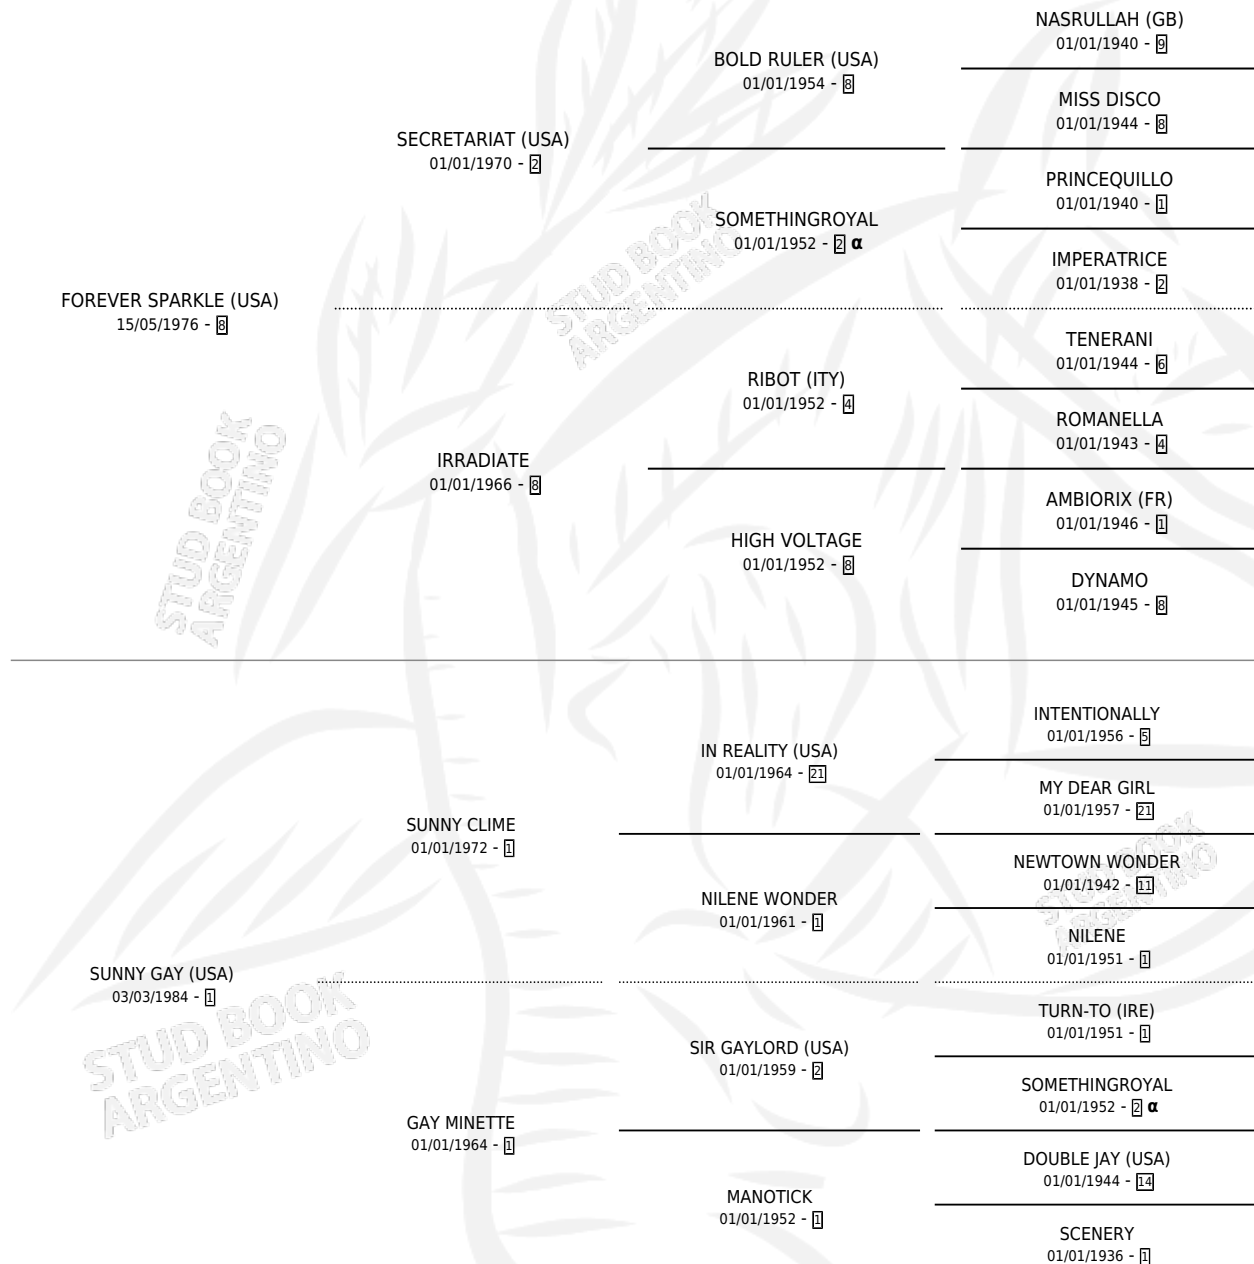 NASRULLAH (GB)
01/01/1940 - 9
BOLD RULER (USA)
01/01/1954 - 8
MISS DISCO
01/01/1944 - 8
SECRETARIAT (USA)
01/01/1970 - 2
PRINCEQUILLO
01/01/1940 - 1
SOMETHINGROYAL
01/01/1952 - 2 α
IMPERATRICE
01/01/1938 - 2
FOREVER SPARKLE (USA)
15/05/1976 - 8
TENERANI
01/01/1944 - 6
RIBOT (ITY)
01/01/1952 - 4
ROMANELLA
01/01/1943 - 4
IRRADIATE
01/01/1966 - 8
AMBIORIX (FR)
01/01/1946 - 1
HIGH VOLTAGE
01/01/1952 - 8
DYNAMO
01/01/1945 - 8
INTENTIONALLY
01/01/1956 - 5
IN REALITY (USA)
01/01/1964 - 21
MY DEAR GIRL
01/01/1957 - 21
SUNNY CLIME
01/01/1972 - 1
NEWTOWN WONDER
01/01/1942 - 11
NILENE WONDER
01/01/1961 - 1
NILENE
01/01/1951 - 1
SUNNY GAY (USA)
03/03/1984 - 1
TURN-TO (IRE)
01/01/1951 - 1
SIR GAYLORD (USA)
01/01/1959 - 2
SOMETHINGROYAL
01/01/1952 - 2 α
GAY MINETTE
01/01/1964 - 1
DOUBLE JAY (USA)
01/01/1944 - 14
MANOTICK
01/01/1952 - 1
SCENERY
01/01/1936 - 1
STUD BOOK
ARGENTINO
STUD BOOK
ARGENTINO
STUD BOOK
ARGENTINO
STUD BOOK
ARGENTINO